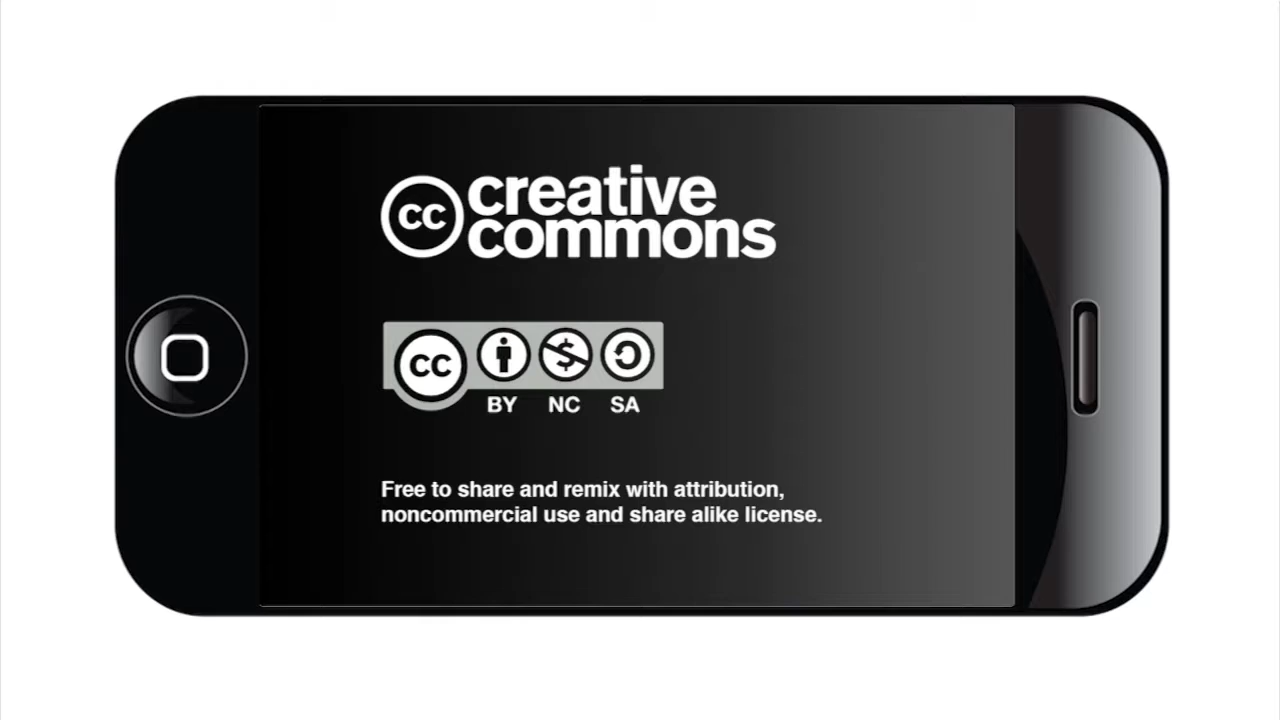 cc creative
commons
cc
BY NC SA
Free to share and remix with attribution,
noncommercial use and share alike license.